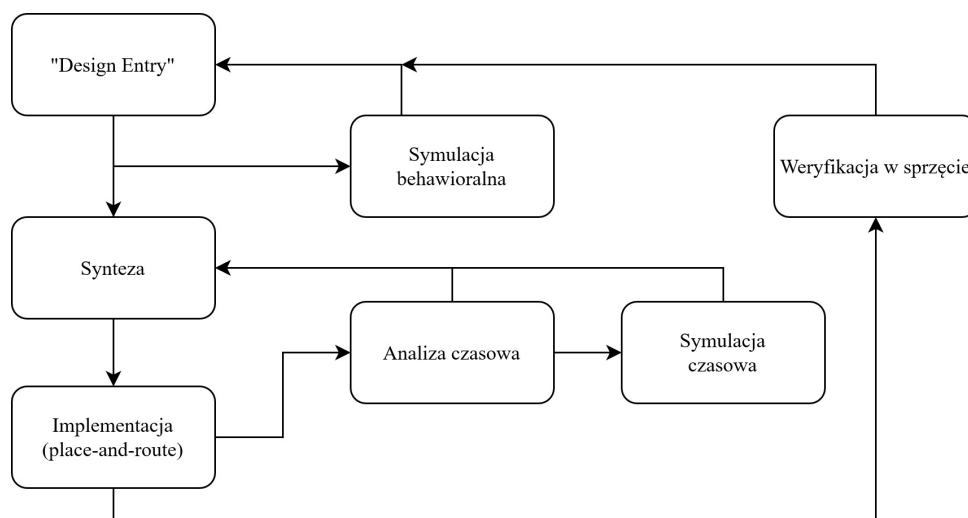 "Design Entry"
Symulacja
behawioralna
Weryfikacja w sprzęcie
Synteza
Analiza czasowa
Symulacja
czasowa
Implementacja
(place-and-route)